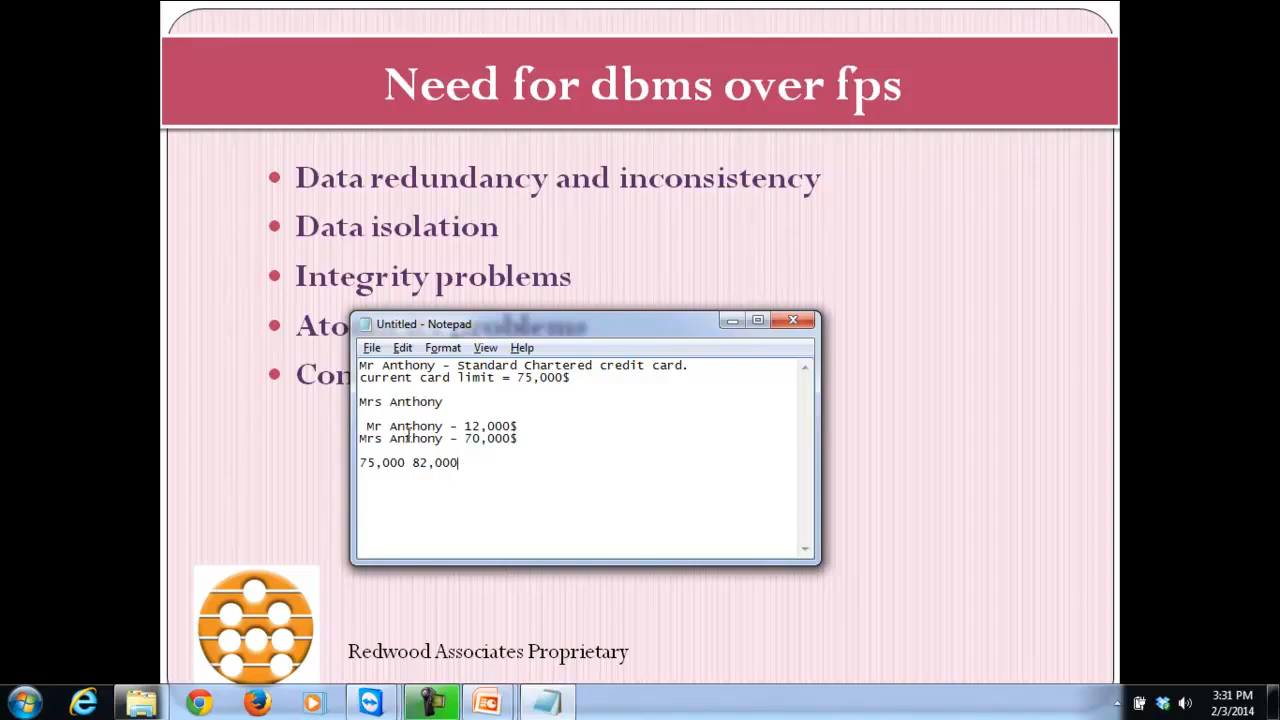 Need for dbms over fps
Data redundancy and inconsistency
Data isolation
Integrity problems
problems
Untitled - Notepad
File Edit Format View Help
Mr Anthony - Standard Chartered credit card.
current card limit = 75,000$
Mrs Anthony
Mr Anthony - 12,000$
Mrs Anthony - 70,000$
75,000 82,000
Redwood Associates Proprietary
3:31 PM
2/3/2014